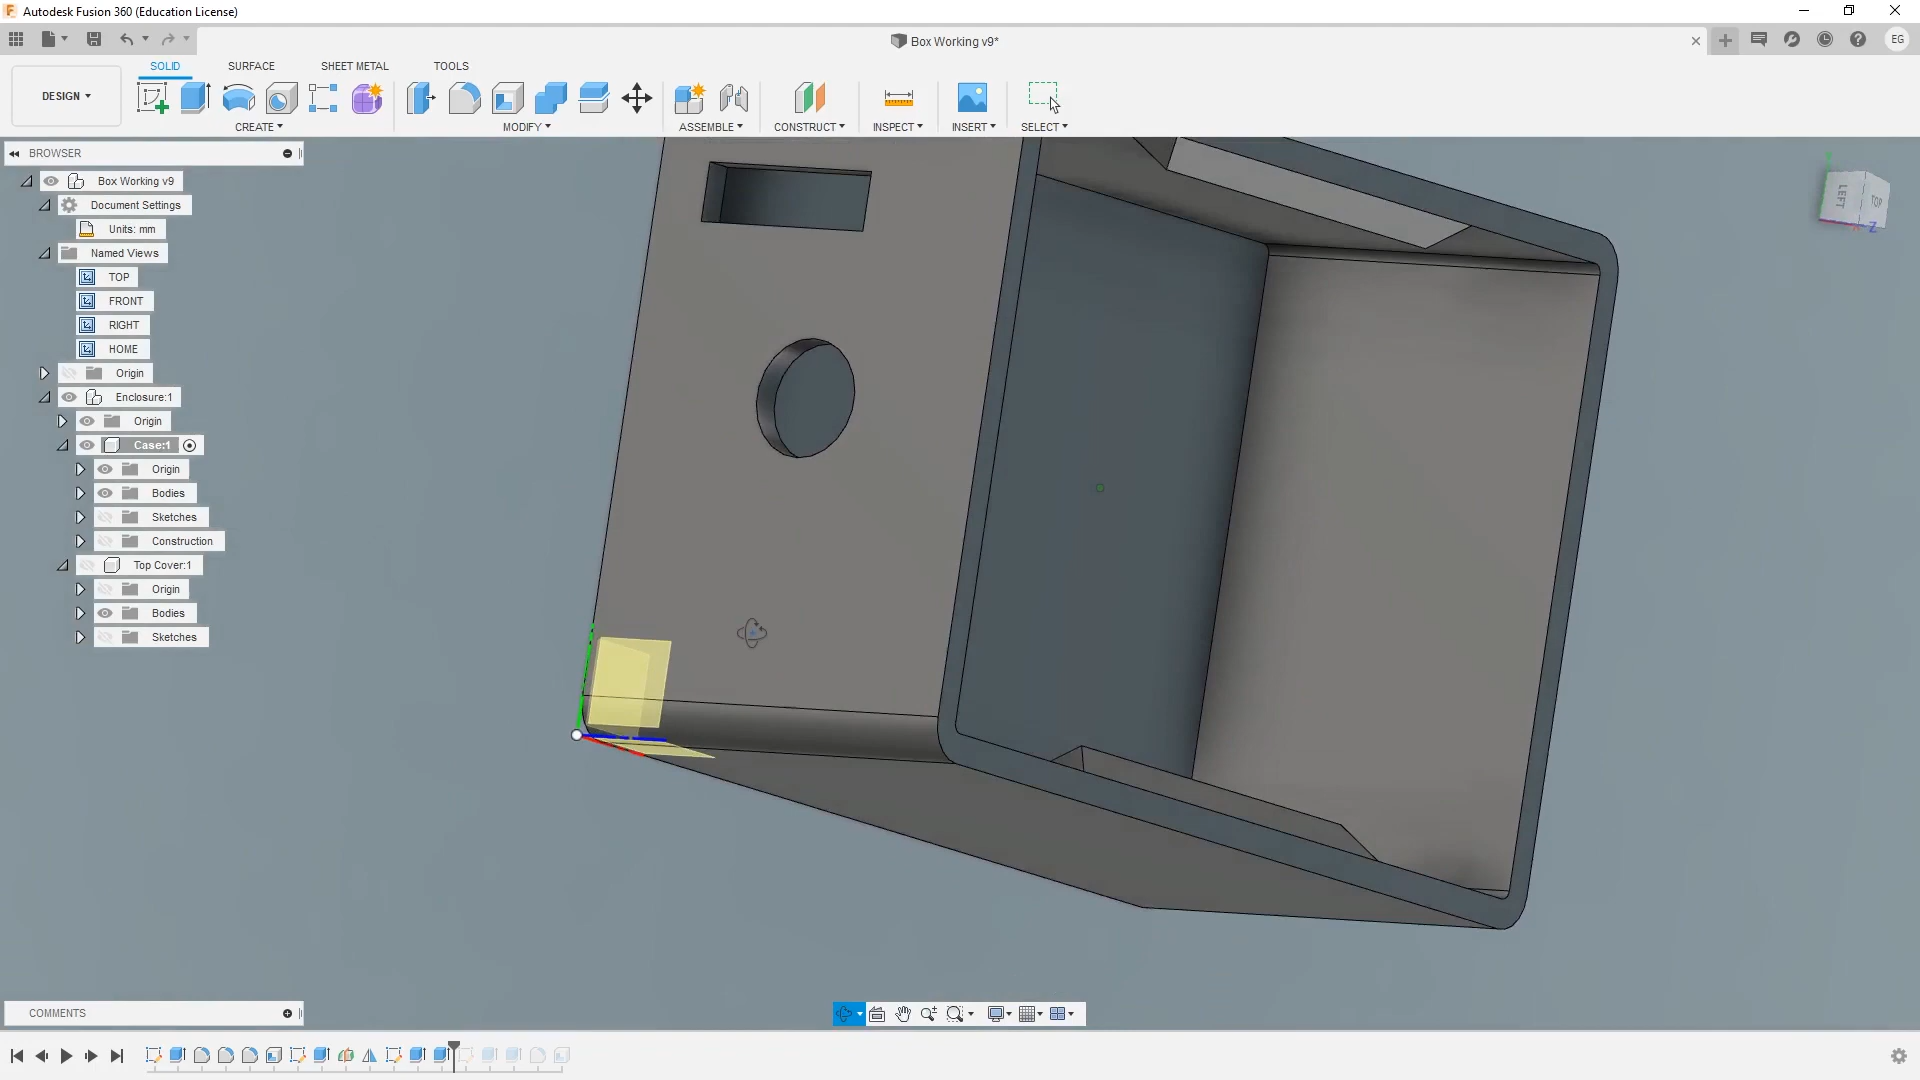 Autodesk Fusion 360 (Education License)
Box Working v9*
EG
DESIGN
SOLID
SURFACE
SHEET METAL
TOOLS
CREATE
MODIFY
ASSEMBLE
CONSTRUCT
INSPECT
INSERT
SELECT
BROWSER
Box Working v9
Document Settings
Units: mm
Named Views
TOP
FRONT
RIGHT
HOME
Origin
Enclosure:1
Origin
Case:1
Origin
Bodies
Sketches
Construction
Top Cover:1
Origin
Bodies
Sketches
LEFT
TOP
Z
COMMENTS